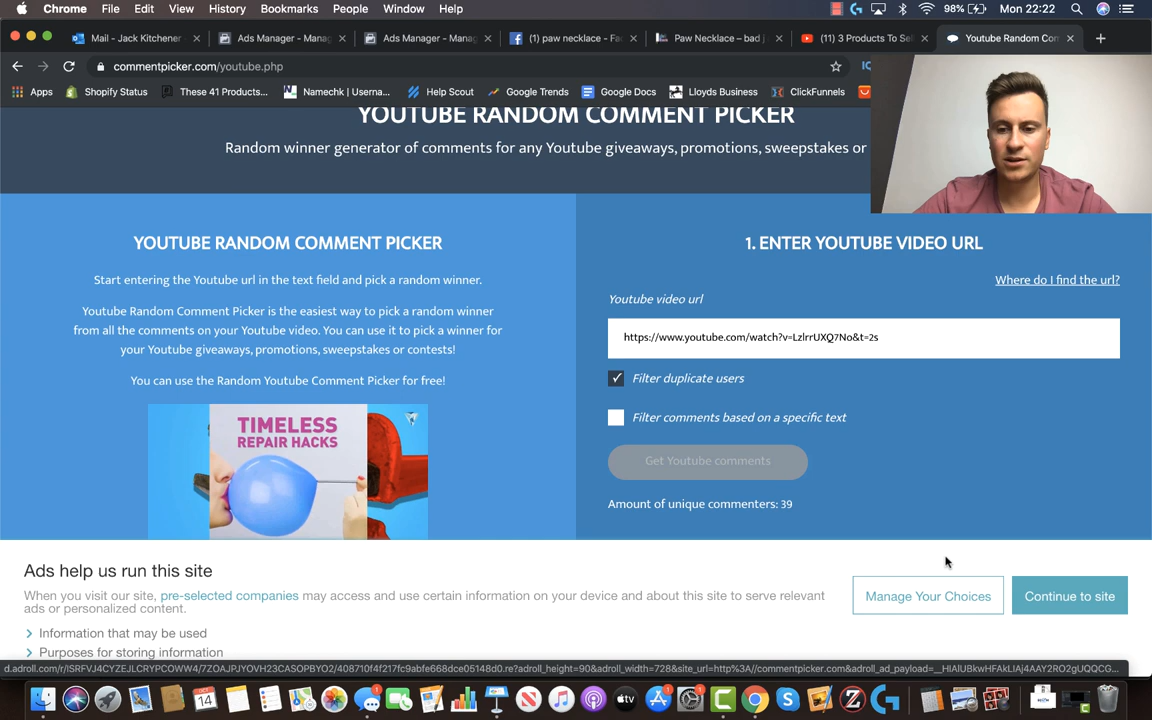 Chrome File Edit View History Bookmarks People Window Help 98% Mon 22:22
Mail - Jack Kitchener - Ads Manager - Mana Ads Manager - Mana (1) paw necklace - Fa Paw Necklace – bad (11) 3 Products To Sel Youtube Random Com
commentpicker.com/youtube.php
Apps Shopify Status These 41 Products... Namechk | Userna... Help Scout Google Trends Google Docs Lloyds Business ClickFunnels
YOUTUBE RANDOM COMMENT PICKER
Random winner generator of comments for any Youtube giveaways, promotions, sweepstakes or
YOUTUBE RANDOM COMMENT PICKER
Start entering the Youtube url in the text field and pick a random winner.
Youtube Random Comment Picker is the easiest way to pick a random winner
from all the comments on your Youtube video. You can use it to pick a winner for
your Youtube giveaways, promotions, sweepstakes or contests!
You can use the Random Youtube Comment Picker for free!
TIMELESS
REPAIR HACKS
1. ENTER YOUTUBE VIDEO URL
Where do I find the url?
Youtube video url
https://www.youtube.com/watch?v=LzlrrUXQ7No&t=2s
Filter duplicate users
Filter comments based on a specific text
Get Youtube comments
Amount of unique commenters: 39
Ads help us run this site
When you visit our site, pre-selected companies may access and use certain information on your device and about this site to serve relevant
ads or personalized content.
Information that may be used
Purposes for storing information
Manage Your Choices
Continue to site